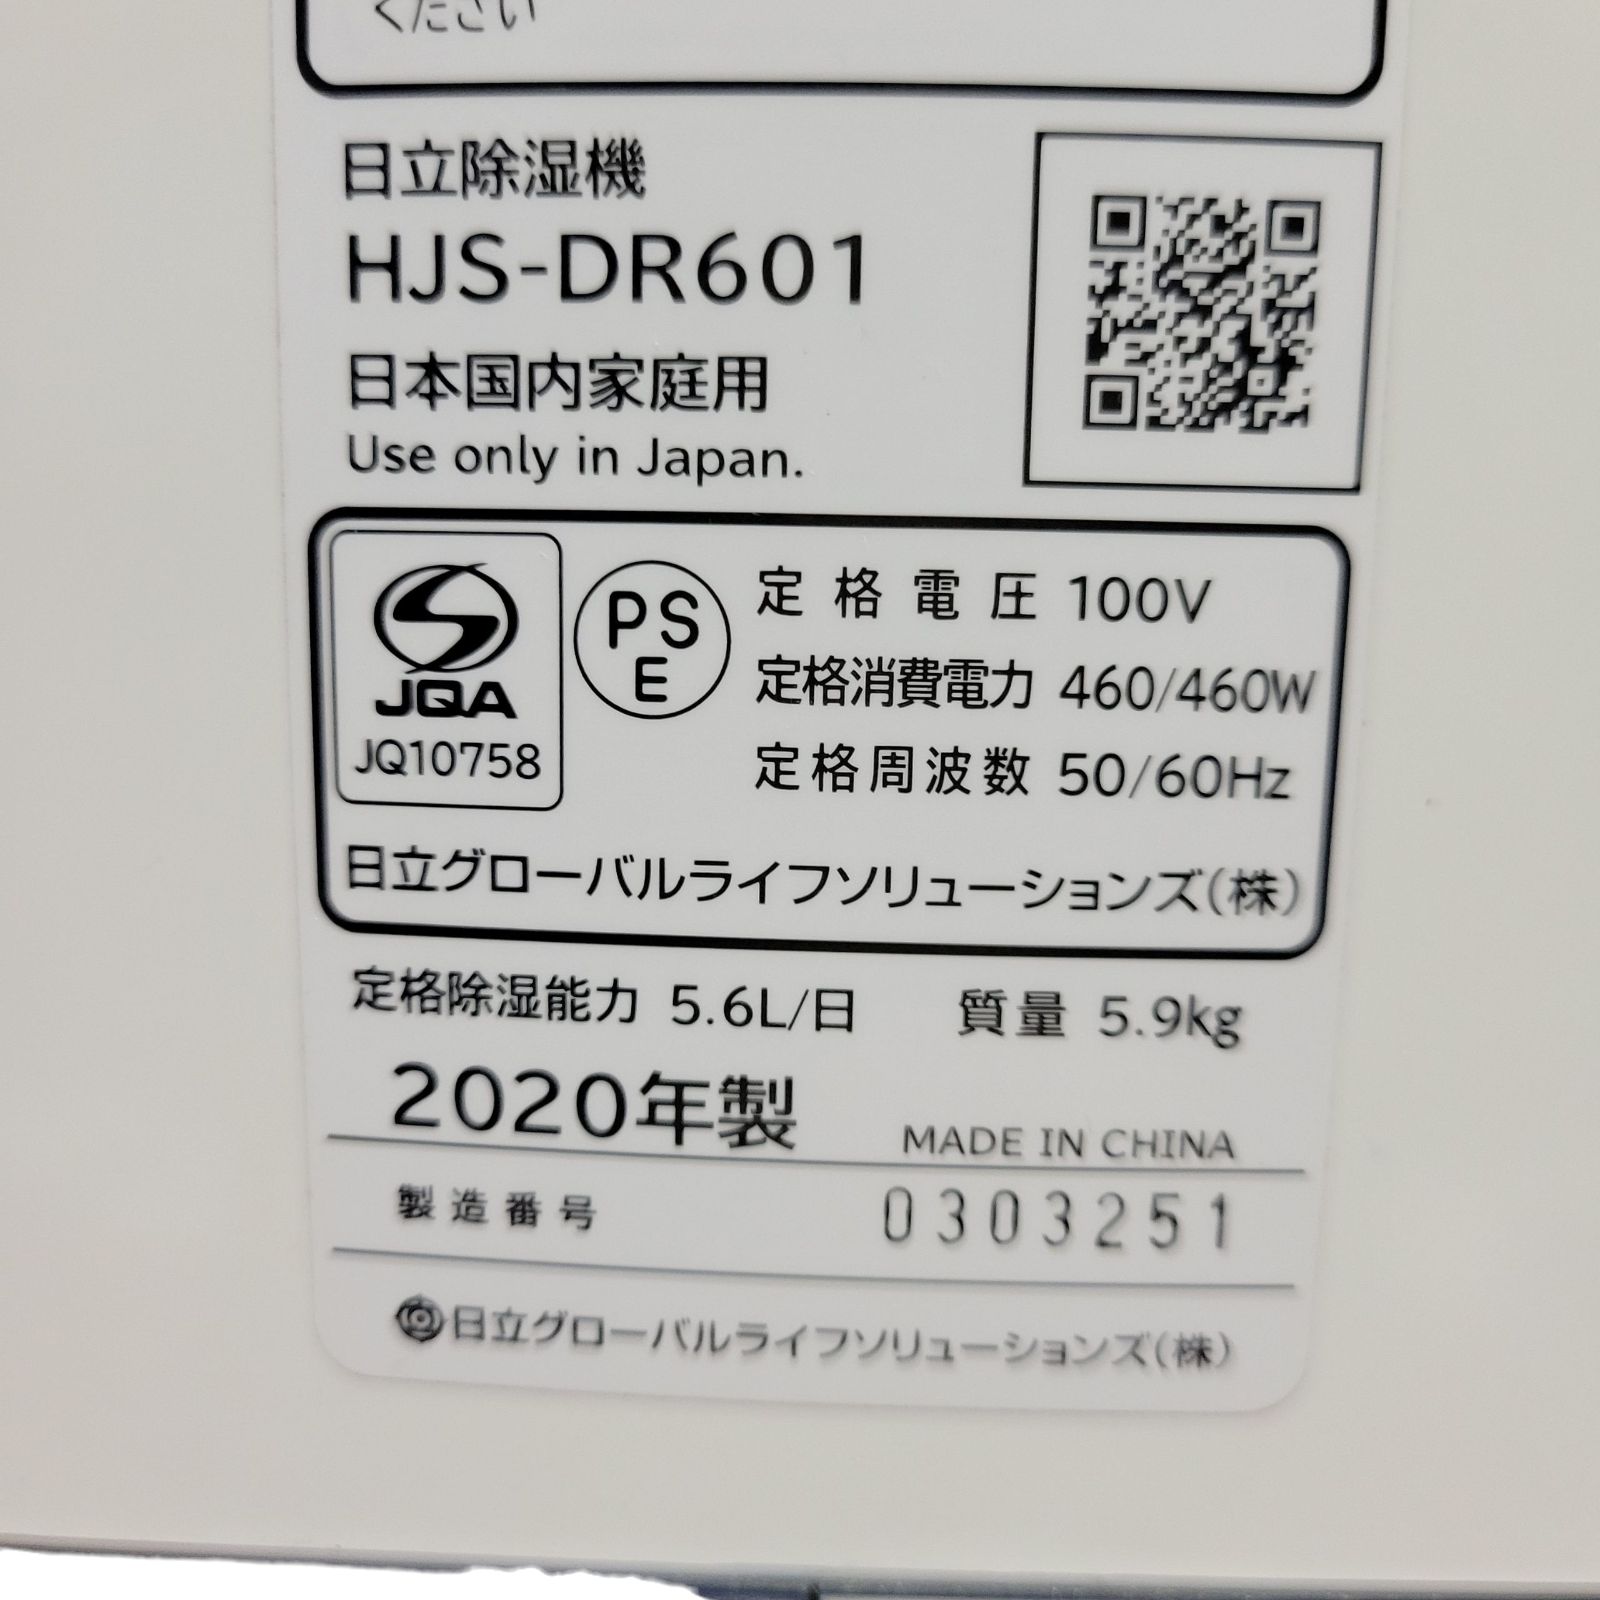 ください
日立除湿機
HJS-DR601
日本国内家庭用
Use only in Japan.
JQA
JQ10758
PS
E
定格電圧 100V
定格消費電力 460/460W
定格周波数 50/60Hz
日立グローバルライフソリューションズ(株)
定格除湿能力 5.6L/日 質量 5.9kg
2020年製 MADE IN CHINA
製造番号 0303251
日立グローバルライフソリューションズ(株)